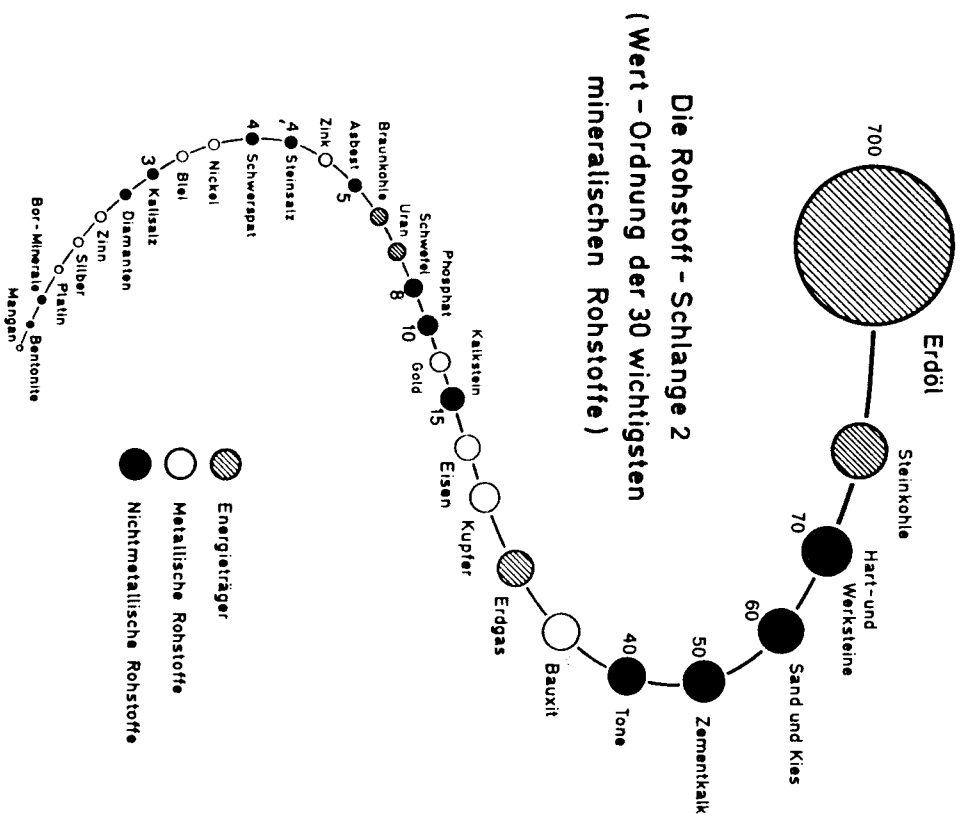 700
Erdöl
Steinkohle
70
Hart-und
Werksteine
60
Sand und Kies
50
Zementkalk
40
Tone
Die Rohstoff-Schlange 2
(Wert-Ordnung der 30 wichtigsten
mineralischen Rohstoffe)
Bauxit
Erdgas
Kupfer
Eisen
Kalkstein
15
Gold
Phosphat
10
Schwefel
8
Uran
Braunkohle
Asbest
5
Zink
4
Steinsalz
4
Schwerspat
Nickel
Blei
3
Kalisalz
Diamanten
Zinn
Silber
Platin
Bor-Minerale
Bentonite
Mangan
Energieträger
Metallische Rohstoffe
Nichtmetallische Rohstoffe